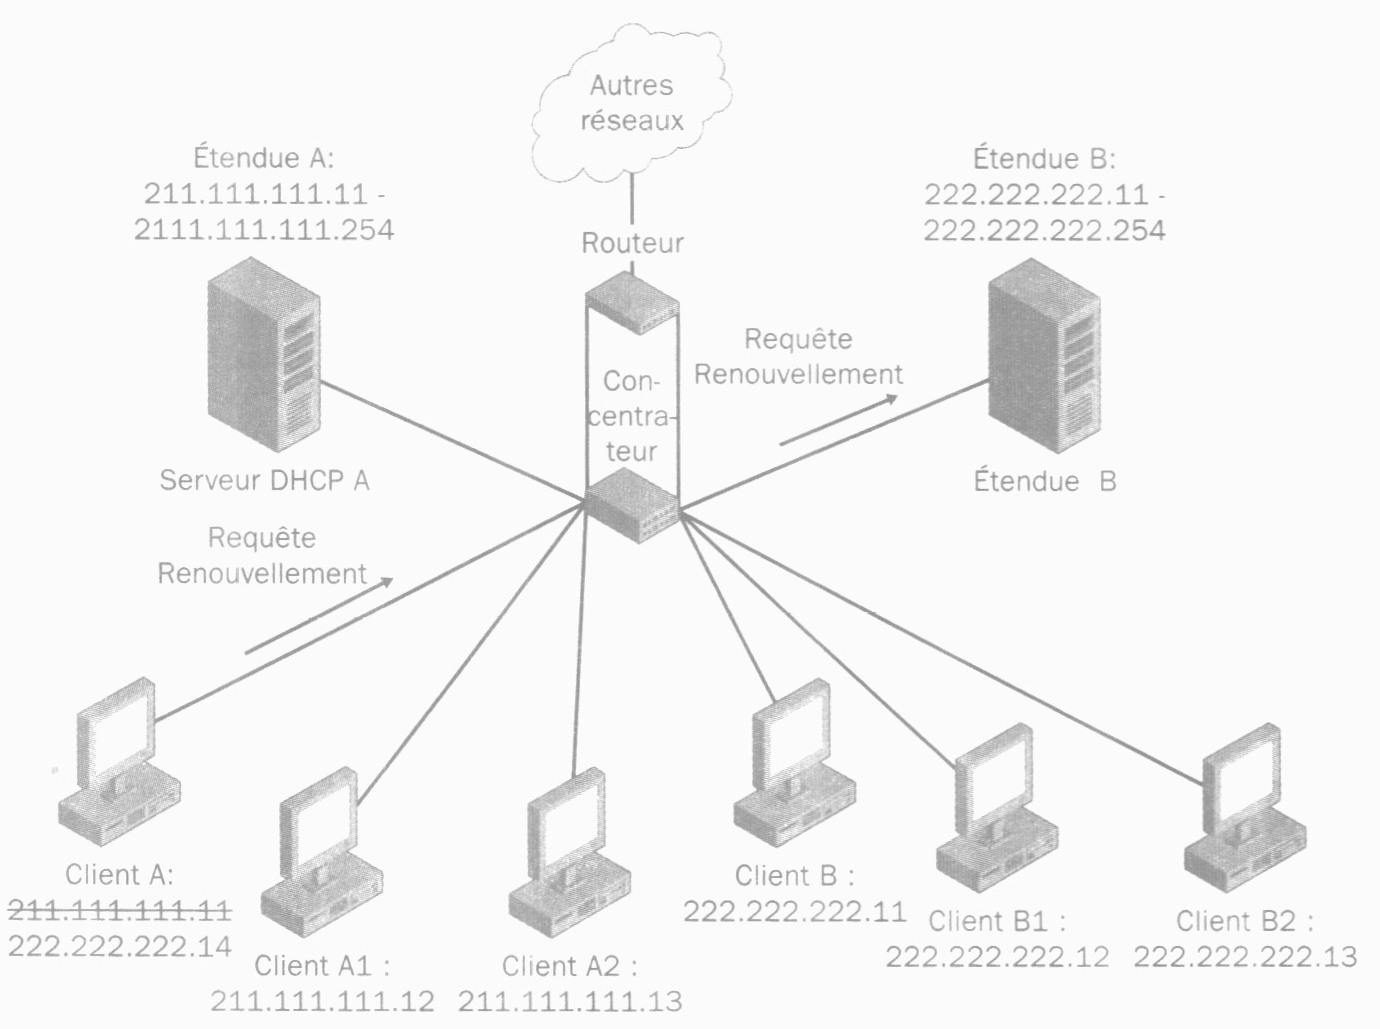 Autres
réseaux
Étendue A:
211.111.111.11 -
2111.111.111.254
Étendue B:
222.222.222.11 -
222.222.222.254
Routeur
Requête
Renouvellement
Con-
centra-
teur
Serveur DHCP A
Étendue B
Requête
Renouvellement
Client A:
211.111.111.11
222.222.222.14
Client A1 :
211.111.111.12
Client A2 :
211.111.111.13
Client B :
222.222.222.11
Client B1 :
222.222.222.12
Client B2 :
222.222.222.13